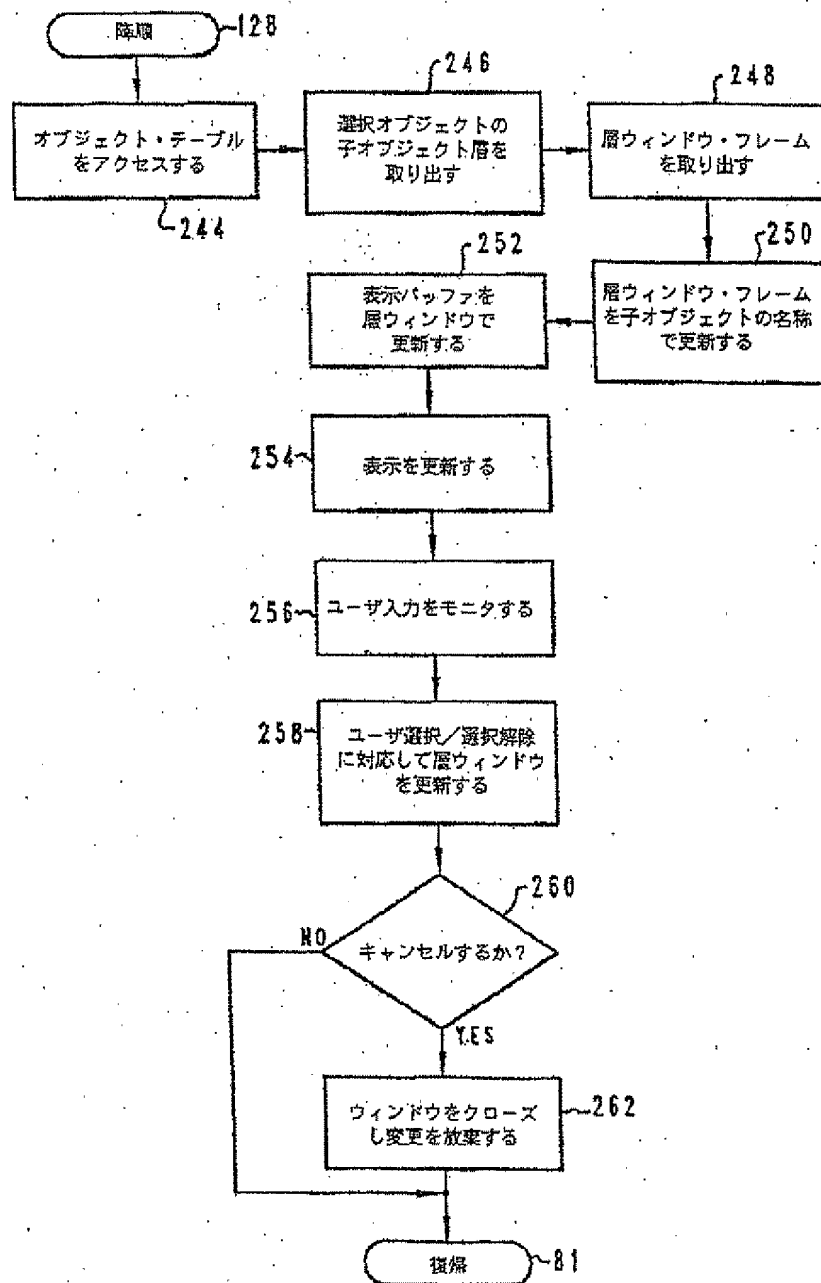 降順
128
オブジェクト・テーブル
をアクセスする
244
246
選択オブジェクトの
子オブジェクト層を
取り出す
248
層ウィンドウ・フレーム
を取り出す
250
層ウィンドウ・フレーム
を子オブジェクトの名称
で更新する
252
表示バッファを
層ウィンドウで
更新する
254
表示を更新する
256
ユーザ入力をモニタする
258
ユーザ選択/選択解除
に対応して層ウィンドウ
を更新する
260
キャンセルするか?
NO
YES
ウィンドウをクローズ
し変更を放棄する
262
復帰
81